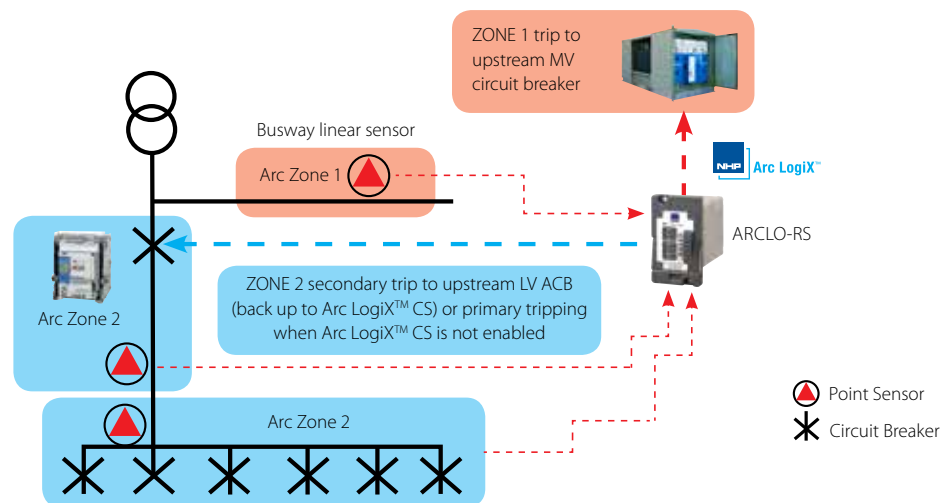 ZONE 1 trip to
upstream MV
circuit breaker
Busway linear sensor
Arc Zone 1
NHP
Arc LogiX™
ARCLO-RS
Arc Zone 2
ZONE 2 secondary trip to upstream LV ACB
(back up to Arc LogiX™ CS) or primary tripping
when Arc LogiX™ CS is not enabled
Arc Zone 2
Point Sensor
Circuit Breaker